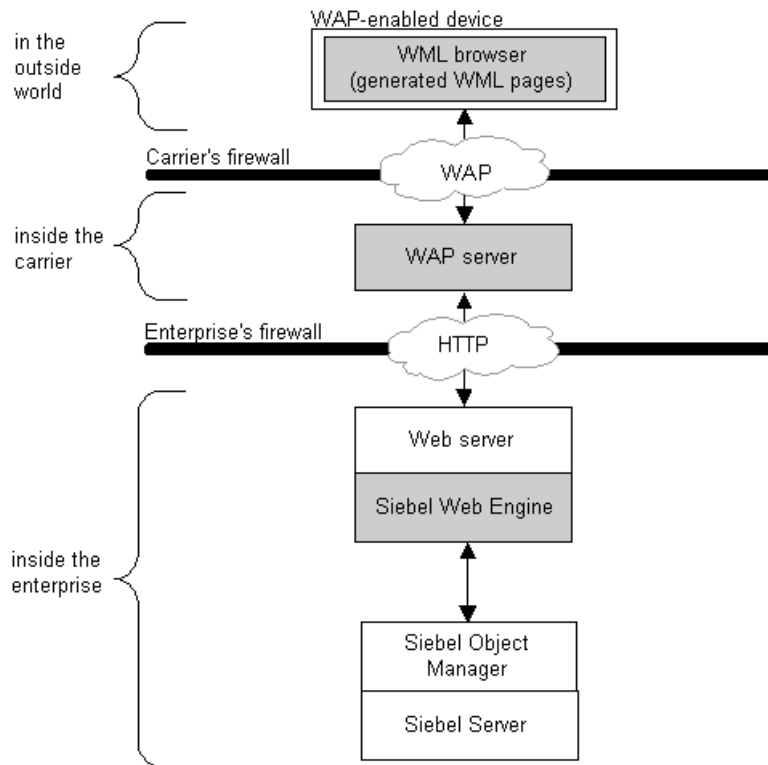 WAP-enabled device
in the
outside
world
WML browser
(generated WML pages)
Carrier's firewall
WAP
inside the
carrier
WAP server
Enterprise's firewall
HTTP
Web server
Siebel Web Engine
inside the
enterprise
Siebel Object
Manager
Siebel Server